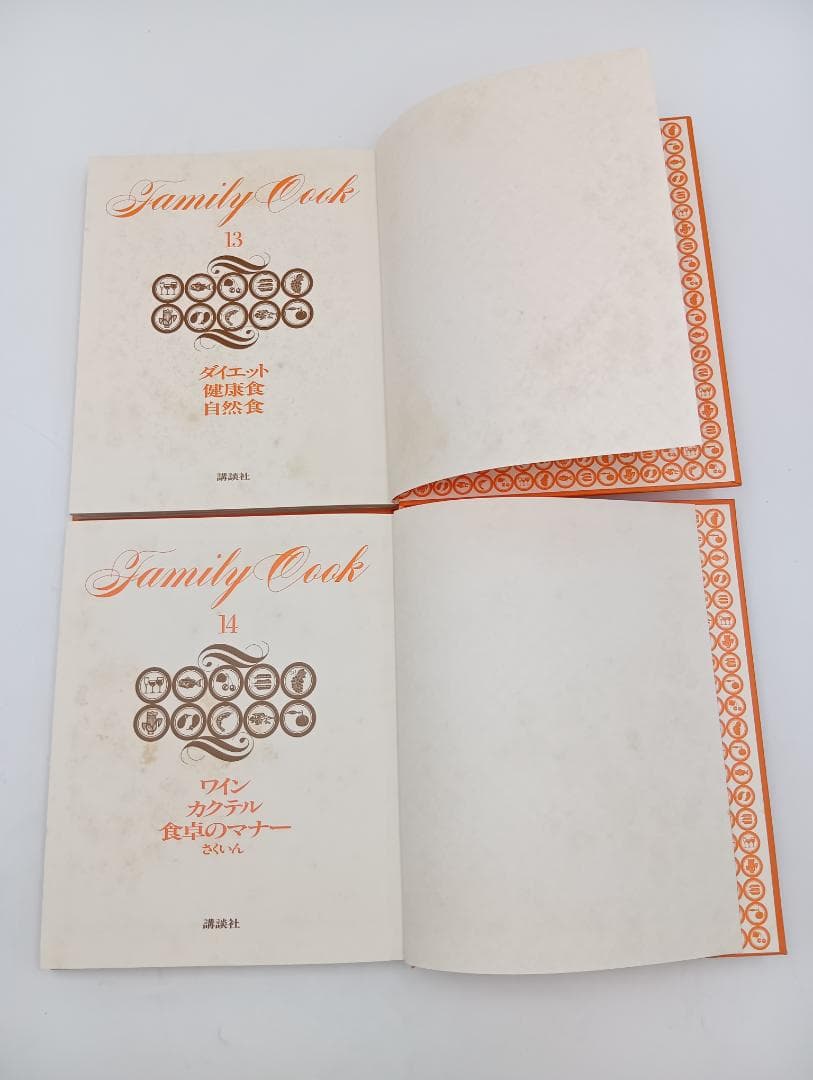 Family Cook
13
ダイエット
健康食
自然食
講談社
Family Cook
14
ワイン
カクテル
食卓のマナー
さくいん
講談社